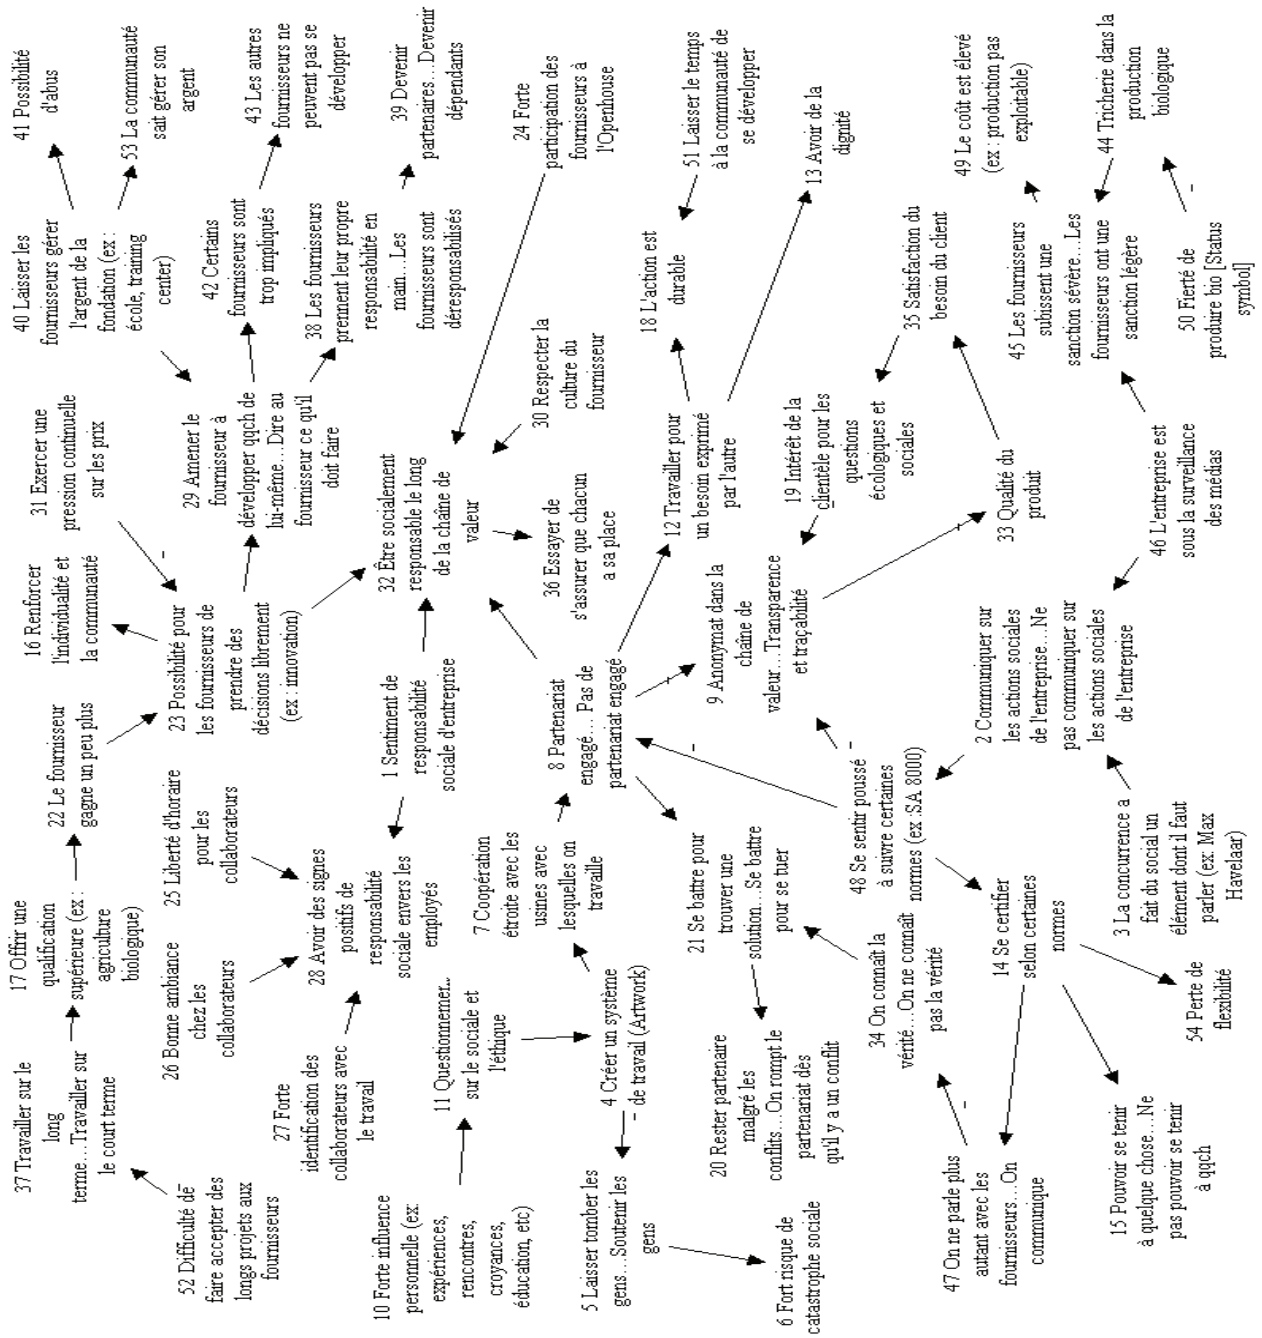 37 Travailler sur le
long
terme…Travailler sur
le court terme
17 Offrir une
qualification
supérieure (ex :
agriculture
biologique)
22 Le fournisseur
gagne un peu plus
16 Renforcer
l'individualité et
la communauté
31 Exercer une
pression continuelle
sur les prix
40 Laisser les
fournisseurs gérer
l'argent de la
fondation (ex :
école, training
center)
41 Possibilité
d'abus
53 La communauté
sait gérer son
argent
52 Difficulté de
faire accepter des
longs projets aux
fournisseurs
26 Bonne ambiance
chez les
collaborateurs
25 Liberté d'horaire
pour les
collaborateurs
23 Possibilité pour
les fournisseurs de
prendre des
décisions librement
(ex : innovation)
–
29 Amener le
fournisseur à
développer qqch de
lui-même…Dire au
fournisseur ce qu'il
doit faire
42 Certains
fournisseurs sont
trop impliqués
43 Les autres
fournisseurs ne
peuvent pas se
développer
38 Les fournisseurs
prennent leur propre
responsabilité en
main…Les
fournisseurs sont
déresponsabilisés
39 Devenir
partenaires…Devenir
dépendants
27 Forte
identification des
collaborateurs avec
le travail
28 Avoir des signes
positifs de
responsabilité
sociale envers les
employés
1 Sentiment de
responsabilité
sociale d'entreprise
32 Être socialement
responsable le long
de la chaîne de
valeur
24 Forte
participation des
fournisseurs à
l'Openhouse
30 Respecter la
culture du
fournisseur
36 Essayer de
s'assurer que chacun
a sa place
10 Forte influence
personnelle (ex:
expériences,
rencontres,
croyances,
éducation, etc)
11 Questionnemer..
sur le sociale et
l'éthique
7 Coopération
étroite avec les
usines avec
lesquelles on
travaille
8 Partenariat
engagé… Pas de
partenariat engagé
12 Travailler pour
un besoin exprimé
par l'autre
18 L'action est
durable
51 Laisser le temps
à la communauté de
se développer
13 Avoir de la
dignité
5 Laisser tomber les
gens…Soutenir les
gens
–
4 Créer un système
de travail (Artwork)
21 Se battre pour
trouver une
solution…Se battre
pour se tuer
–
–
9 Anonymat dans la
chaîne de
valeur…Transparence
et traçabilité
19 Intérêt de la
clientèle pour les
questions
écologiques et
sociales
35 Satisfaction du
besoin du client
6 Fort risque de
catastrophe sociale
20 Rester partenaire
malgré les
conflits…On rompt le
partenariat dès
qu'il y a un conflit
34 On connaît la
vérité…On ne connaît
pas la vérité
48 Se sentir poussé
à suivre certaines
normes (ex :SA 8000)
–
–
33 Qualité du
produit
49 Le coût est élevé
(ex : production pas
exploitable)
45 Les fournisseurs
subissent une
sanction sévère…Les
fournisseurs ont une
sanction légère
44 Tricherie dans la
production
biologique
47 On ne parle plus
autant avec les
fournisseurs…On
communique
–
14 Se certifier
selon certaines
normes
2 Communiquer sur
les actions sociales
de l'entreprise…Ne
pas communiquer sur
les actions sociales
de l'entreprise
46 L'entreprise est
sous la surveillance
des médias
50 Fierté de
produire bio [Status
symbol]
–
15 Pouvoir se tenir
à quelque chose…Ne
pas pouvoir se tenir
à qqch
54 Perte de
flexibilité
3 La concurrence a
fait du social un
élément dont il faut
parler (ex: Max
Havelaar)